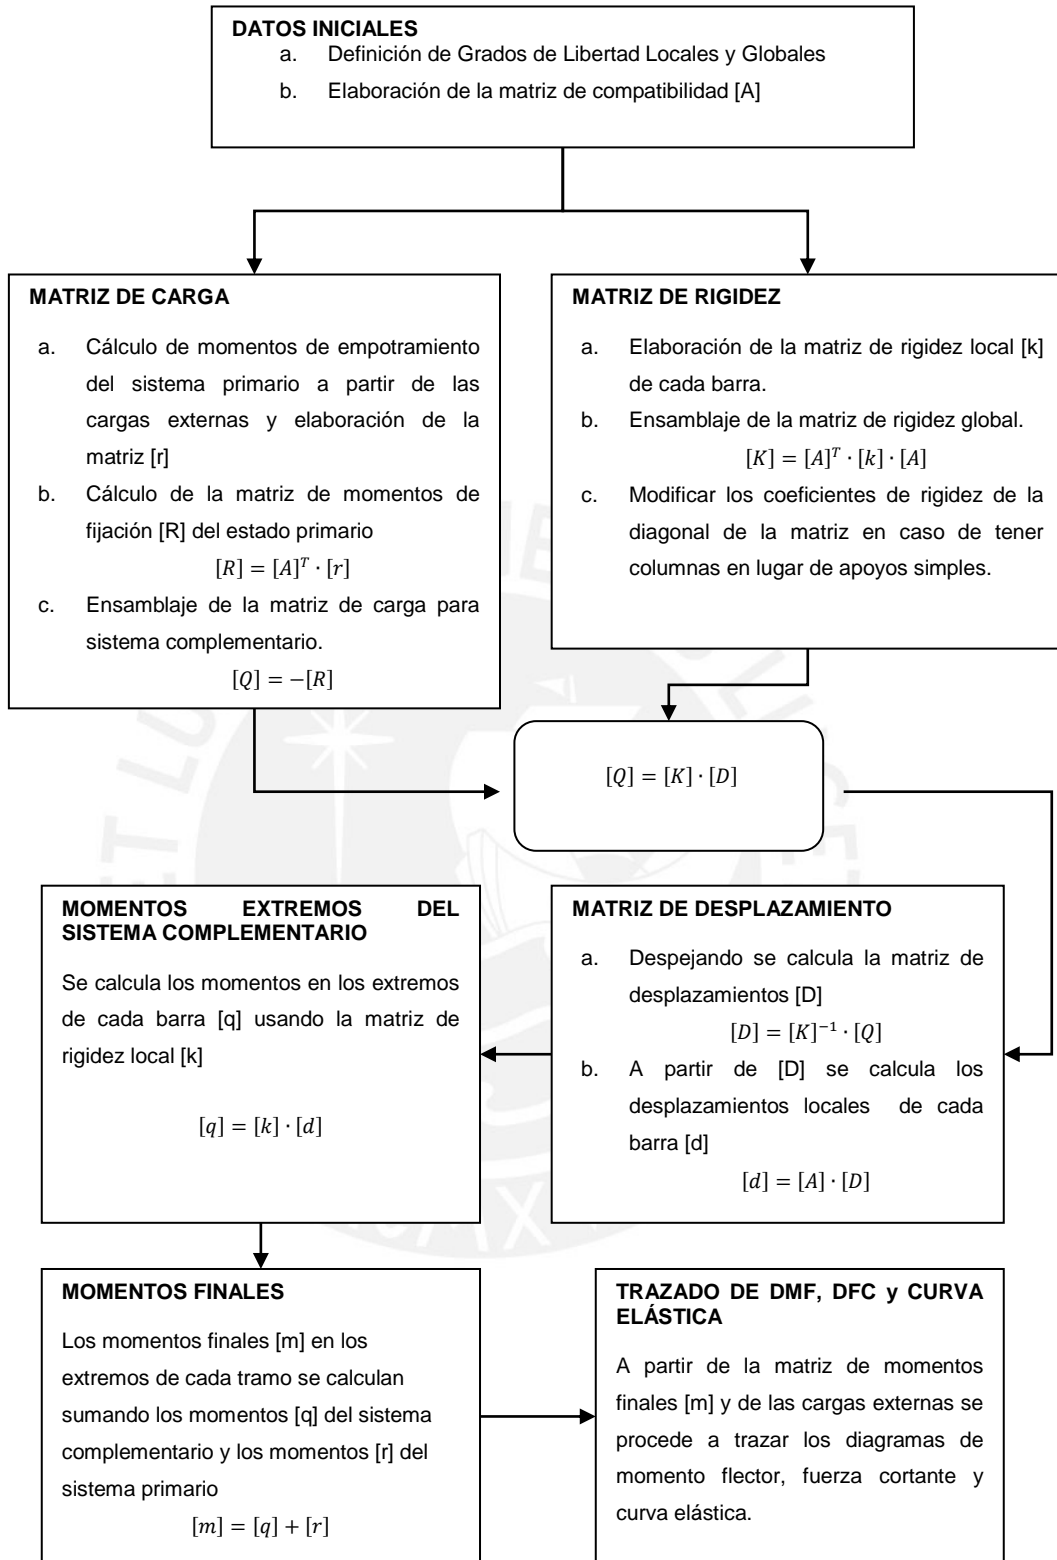 DATOS INICIALES
a. Definición de Grados de Libertad Locales y Globales
b. Elaboración de la matriz de compatibilidad [A]
MATRIZ DE CARGA
a. Cálculo de momentos de empotramiento
del sistema primario a partir de las
cargas externas y elaboración de la
matriz [r]
b. Cálculo de la matriz de momentos de
fijación [R] del estado primario
[R] = [A]^T · [r]
c. Ensamblaje de la matriz de carga para
sistema complementario.
[Q] = −[R]
MATRIZ DE RIGIDEZ
a. Elaboración de la matriz de rigidez local [k]
de cada barra.
b. Ensamblaje de la matriz de rigidez global.
[K] = [A]^T · [k] · [A]
c. Modificar los coeficientes de rigidez de la
diagonal de la matriz en caso de tener
columnas en lugar de apoyos simples.
[Q] = [K] · [D]
MATRIZ DE DESPLAZAMIENTO
a. Despejando se calcula la matriz de
desplazamientos [D]
[D] = [K]^−1 · [Q]
b. A partir de [D] se calcula los
desplazamientos locales de cada
barra [d]
[d] = [A] · [D]
MOMENTOS EXTREMOS DEL
SISTEMA COMPLEMENTARIO
Se calcula los momentos en los extremos
de cada barra [q] usando la matriz de
rigidez local [k]
[q] = [k] · [d]
MOMENTOS FINALES
Los momentos finales [m] en los
extremos de cada tramo se calculan
sumando los momentos [q] del sistema
complementario y los momentos [r] del
sistema primario
[m] = [q] + [r]
TRAZADO DE DMF, DFC y CURVA
ELÁSTICA
A partir de la matriz de momentos
finales [m] y de las cargas externas se
procede a trazar los diagramas de
momento flector, fuerza cortante y
curva elástica.